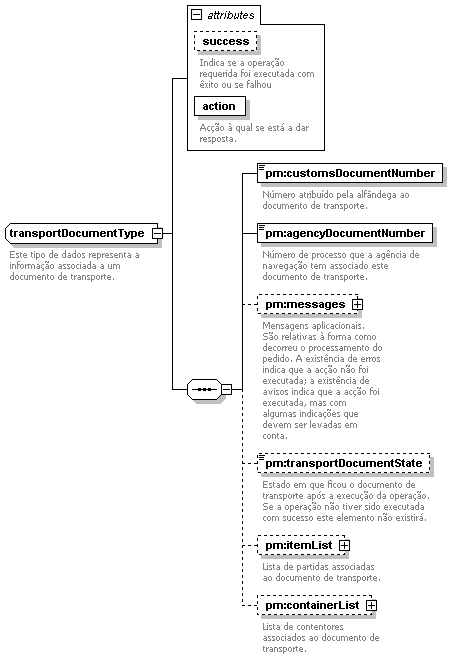 attributes
success
Indica se a operação
requerida foi executada com
êxito ou se falhou
action
Acção à qual se está a dar
resposta.
transportDocumentType
Este tipo de dados representa a
informação associada a um
documento de transporte.
pm:customsDocumentNumber
Número atribuído pela alfândega ao
documento de transporte.
pm:agencyDocumentNumber
Número de processo que a agência de
navegação tem associado este
documento de transporte.
pm:messages
Mensagens aplicacionais.
São relativas à forma como
decorreu o processamento do
pedido. A existência de erros
indica que a acção não foi
executada; a existência de
avisos indica que a acção foi
executada, mas com
algumas indicações que
devem ser levadas em
conta.
pm:transportDocumentState
Estado em que ficou o documento de
transporte após a execução da operação.
Se a operação não tiver sido executada
com sucesso este elemento não existirá.
pm:itemList
Lista de partidas associadas
ao documento de transporte.
pm:containerList
Lista de contentores
associados ao documento de
transporte.